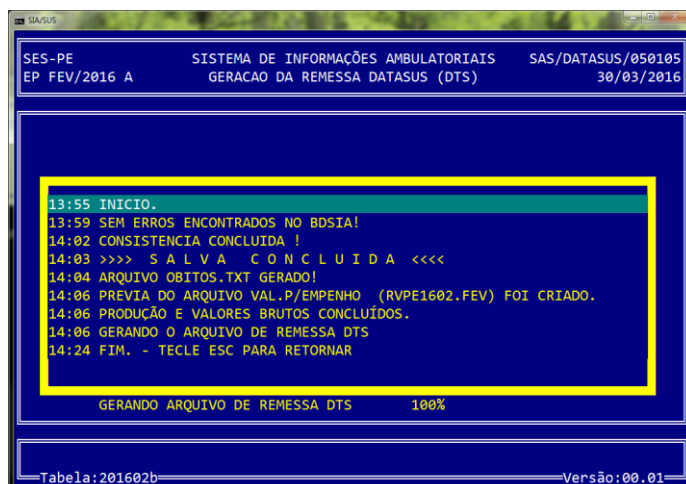 SIA/SUS
SES-PE SISTEMA DE INFORMAÇÕES AMBULATORIAIS SAS/DATASUS/050105
EP FEV/2016 A GERACAO DA REMESSA DATASUS (DTS) 30/03/2016
13:55 INICIO.
13:59 SEM ERROS ENCONTRADOS NO BDSIA!
14:02 CONSISTENCIA CONCLUIDA !
14:03 >>>> S A L V A C O N C L U I D A <<<<
14:04 ARQUIVO OBITOS.TXT GERADO!
14:06 PREVIA DO ARQUIVO VAL.P/EMPENHO (RVPE1602.FEV) FOI CRIADO.
14:06 PRODUÇÃO E VALORES BRUTOS CONCLUÍDOS.
14:06 GERANDO O ARQUIVO DE REMESSA DTS
14:24 FIM. - TECLE ESC PARA RETORNAR
GERANDO ARQUIVO DE REMESSA DTS 100%
Tabela:201602b Versão:00.01